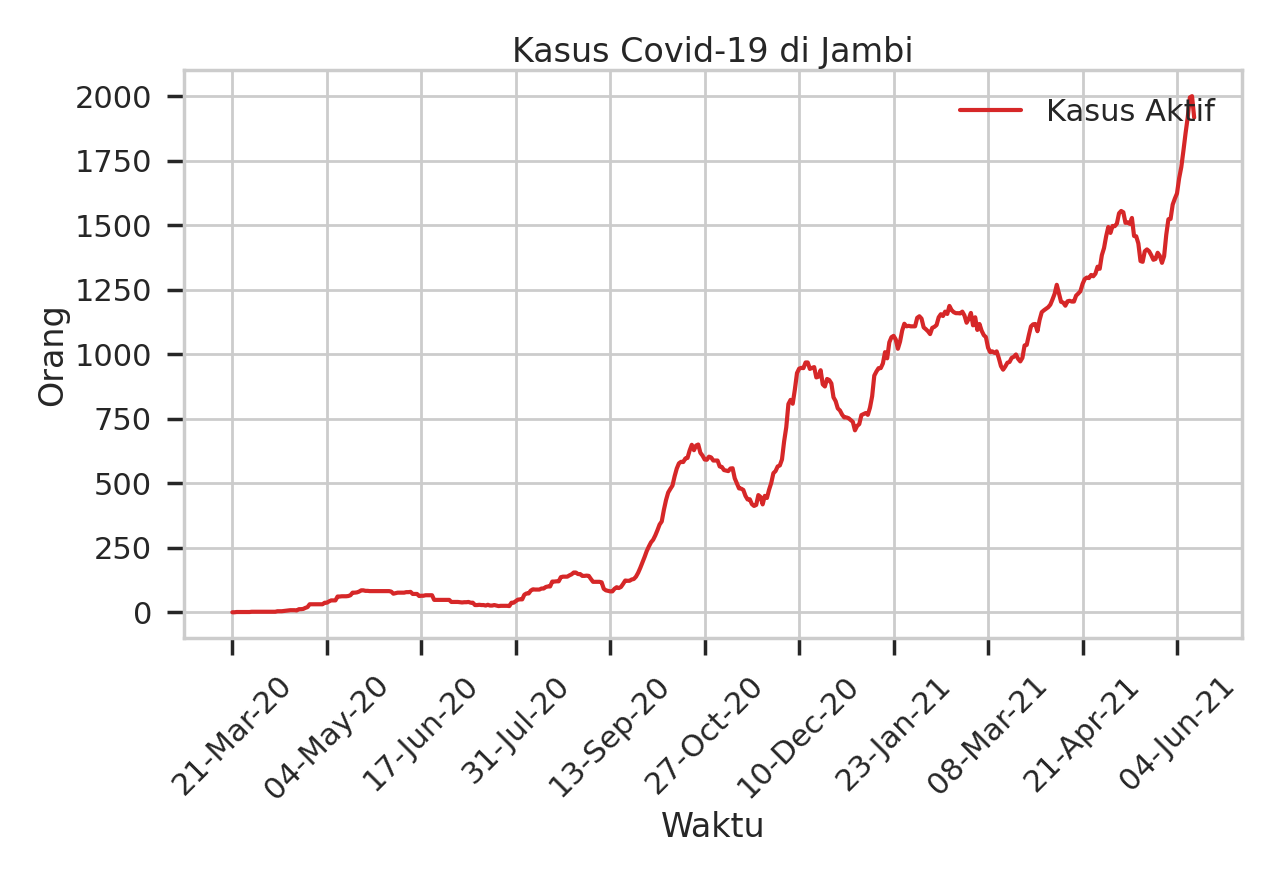 Kasus Covid-19 di Jambi
Kasus Aktif
2000
1750
1500
1250
1000
750
500
250
0
Orang
21-Mar-20
04-May-20
17-Jun-20
31-Jul-20
13-Sep-20
27-Oct-20
10-Dec-20
23-Jan-21
08-Mar-21
21-Apr-21
04-Jun-21
Waktu